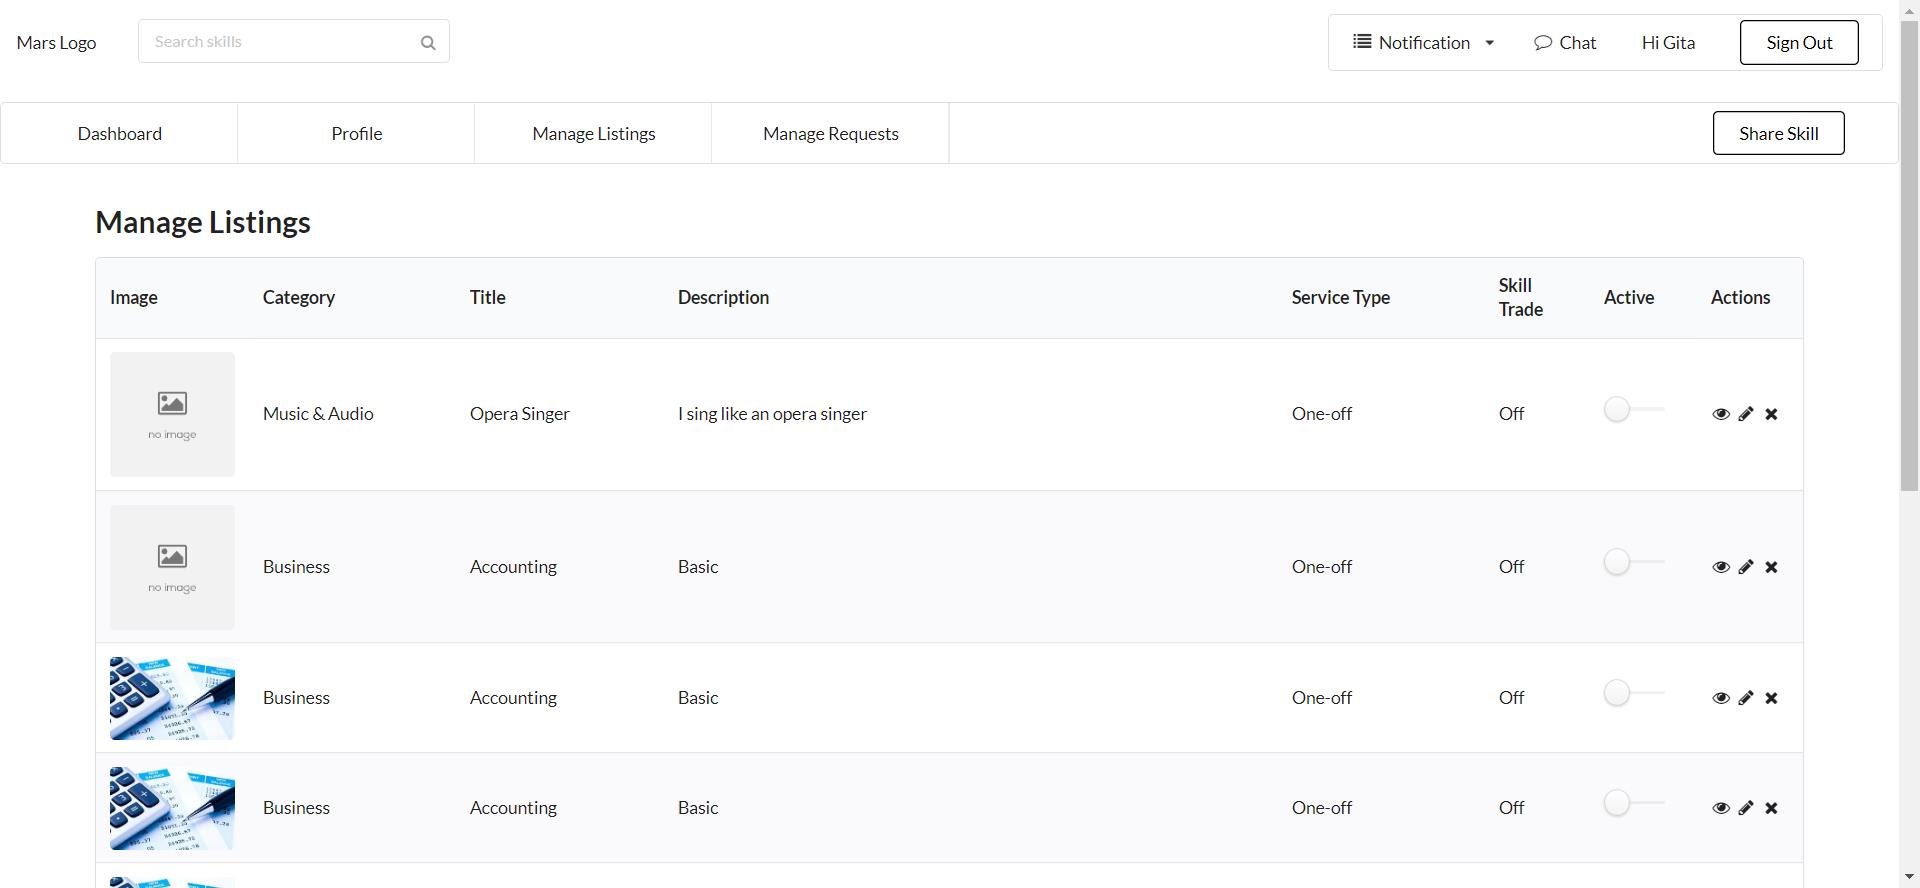 Mars Logo
Search skills
Notification
Chat
Hi Gita
Sign Out
Dashboard
Profile
Manage Listings
Manage Requests
Share Skill
Manage Listings
Image
Category
Title
Description
Service Type
Skill
Trade
Active
Actions
no image
Music & Audio
Opera Singer
I sing like an opera singer
One-off
Off
no image
Business
Accounting
Basic
One-off
Off
Business
Accounting
Basic
One-off
Off
Business
Accounting
Basic
One-off
Off